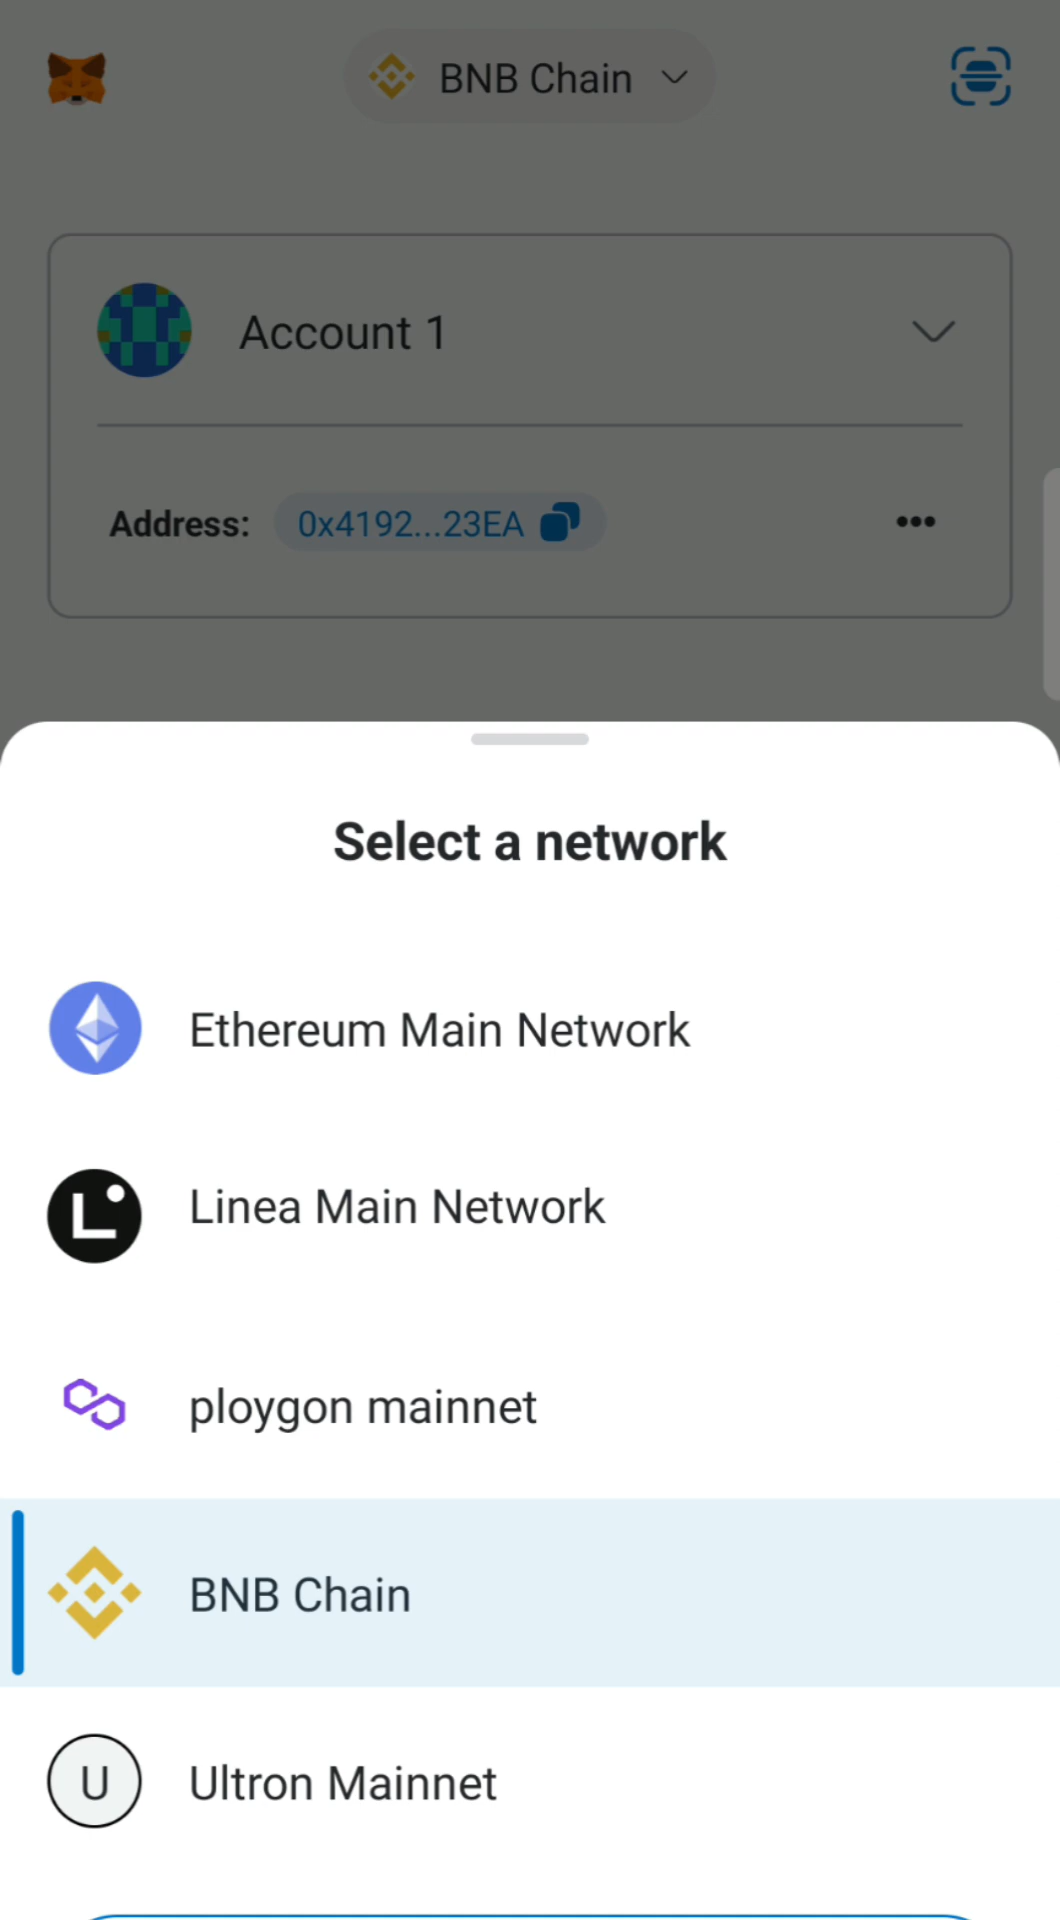 BNB Chain
Account 1
Address: 0x4192...23EA
Select a network
Ethereum Main Network
Linea Main Network
ploygon mainnet
BNB Chain
U Ultron Mainnet